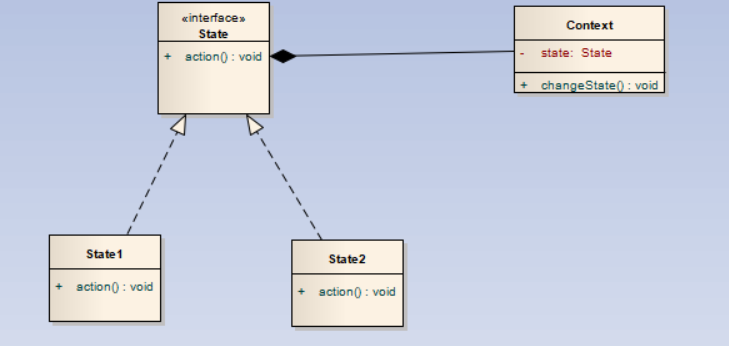 «interface»
State
+ action() : void
Context
- state: State
+ changeState() : void
State1
+ action() : void
State2
+ action() : void